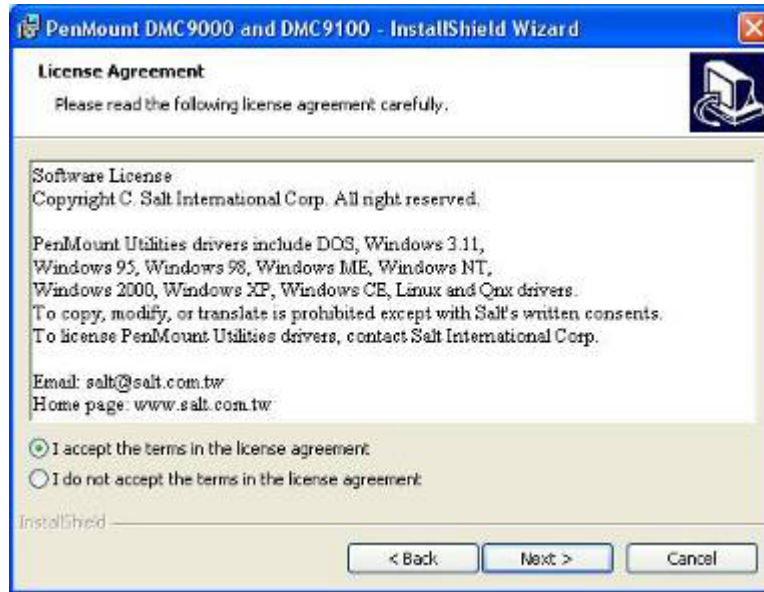 PenMount DMC9000 and DMC9100 - InstallShield Wizard
License Agreement
Please read the following license agreement carefully.
Software License
Copyright C. Salt International Corp. All right reserved.
PenMount Utilities drivers include DOS, Windows 3.11,
Windows 95, Windows 98, Windows ME, Windows NT,
Windows 2000, Windows XP, Windows CE, Linux and Qnx drivers.
To copy, modify, or translate is prohibited except with Salt's written consents.
To license PenMount Utilities drivers, contact Salt International Corp.
Email: salt@salt.com.tw
Home page: www.salt.com.tw
I accept the terms in the license agreement
I do not accept the terms in the license agreement
InstallShield
< Back Next > Cancel